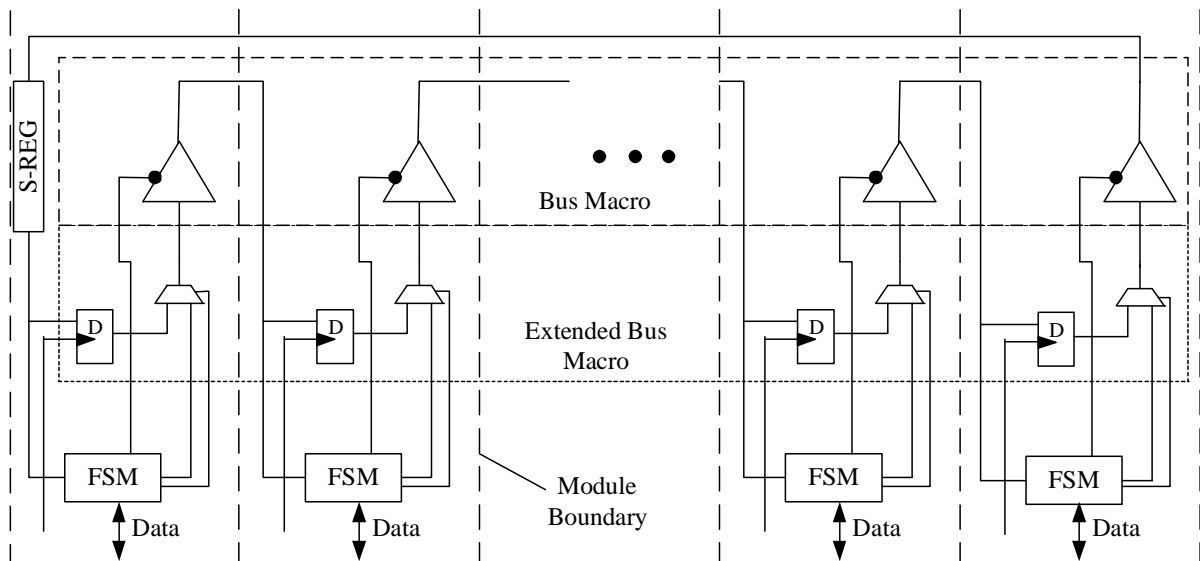 S-REG
Bus Macro
D
D
D
D
Extended Bus
Macro
FSM
FSM
FSM
FSM
Module
Boundary
Data
Data
Data
Data